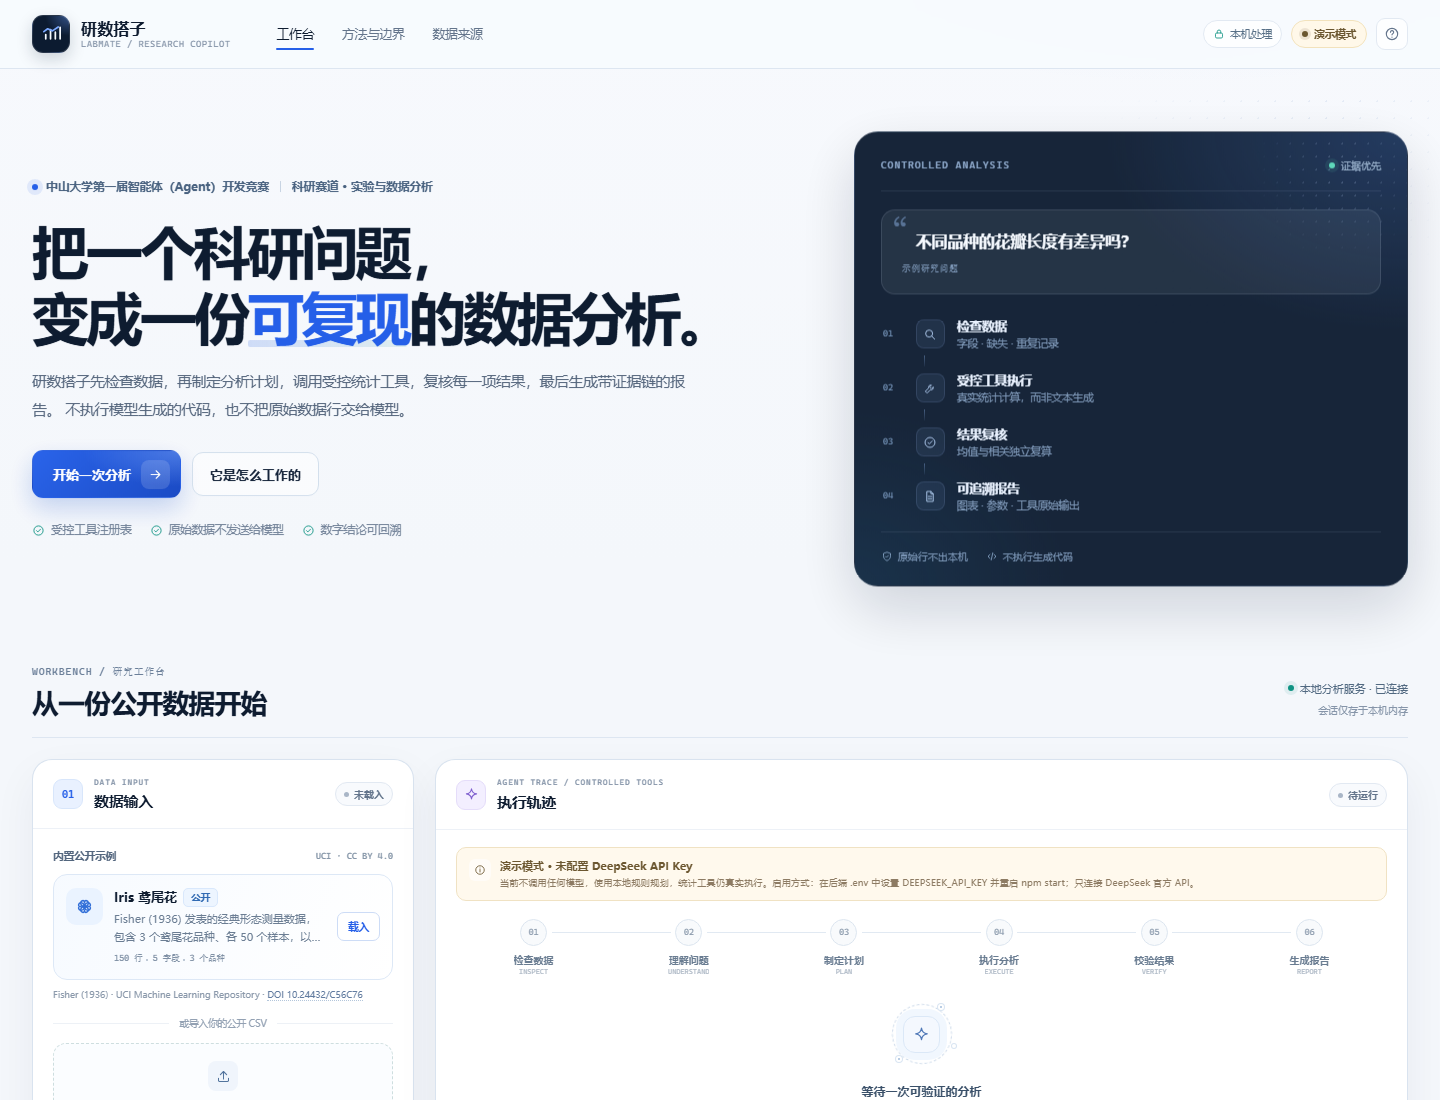 研数搭子
LABMATE / RESEARCH COPILOT
工作台
方法与边界
数据来源
本机处理
演示模式
中山大学第一届智能体（Agent）开发竞赛
科研赛道 • 实验与数据分析
把一个科研问题，
变成一份可复现的数据分析。
研数搭子先检查数据，再制定分析计划，调用受控统计工具，复核每一项结果，最后生成带证据链的报
告。 不执行模型生成的代码，也不把原始数据行交给模型。
开始一次分析
它是怎么工作的
受控工具注册表
原始数据不发送给模型
数字结论可回溯
CONTROLLED ANALYSIS
证据优先
“
不同品种的花瓣长度有差异吗？
示例研究问题
01
检查数据
字段 · 缺失 · 重复记录
02
受控工具执行
真实统计计算，而非文本生成
03
结果复核
均值与相关独立复算
04
可追溯报告
图表 · 参数 · 工具原始输出
原始行不出本机
不执行生成代码
WORKBENCH / 研究工作台
从一份公开数据开始
本地分析服务 · 已连接
会话仅存于本机内存
01
DATA INPUT
数据输入
未载入
内置公开示例
UCI · CC BY 4.0
Iris 鸢尾花
公开
Fisher (1936) 发表的经典形态测量数据，
包含 3 个鸢尾花品种、各 50 个样本，以...
150 行 · 5 字段 · 3 个品种
载入
Fisher (1936) · UCI Machine Learning Repository · DOI 10.24432/C56C76
或导入你的公开 CSV
AGENT TRACE / CONTROLLED TOOLS
执行轨迹
待运行
演示模式 • 未配置 DeepSeek API Key
当前不调用任何模型，使用本地规则规划，统计工具仍真实执行。启用方式：在后端 .env 中设置 DEEPSEEK_API_KEY 并重启 npm start；只连接 DeepSeek 官方 API。
01
检查数据
INSPECT
02
理解问题
UNDERSTAND
03
制定计划
PLAN
04
执行分析
EXECUTE
05
校验结果
VERIFY
06
生成报告
REPORT
等待一次可验证的分析